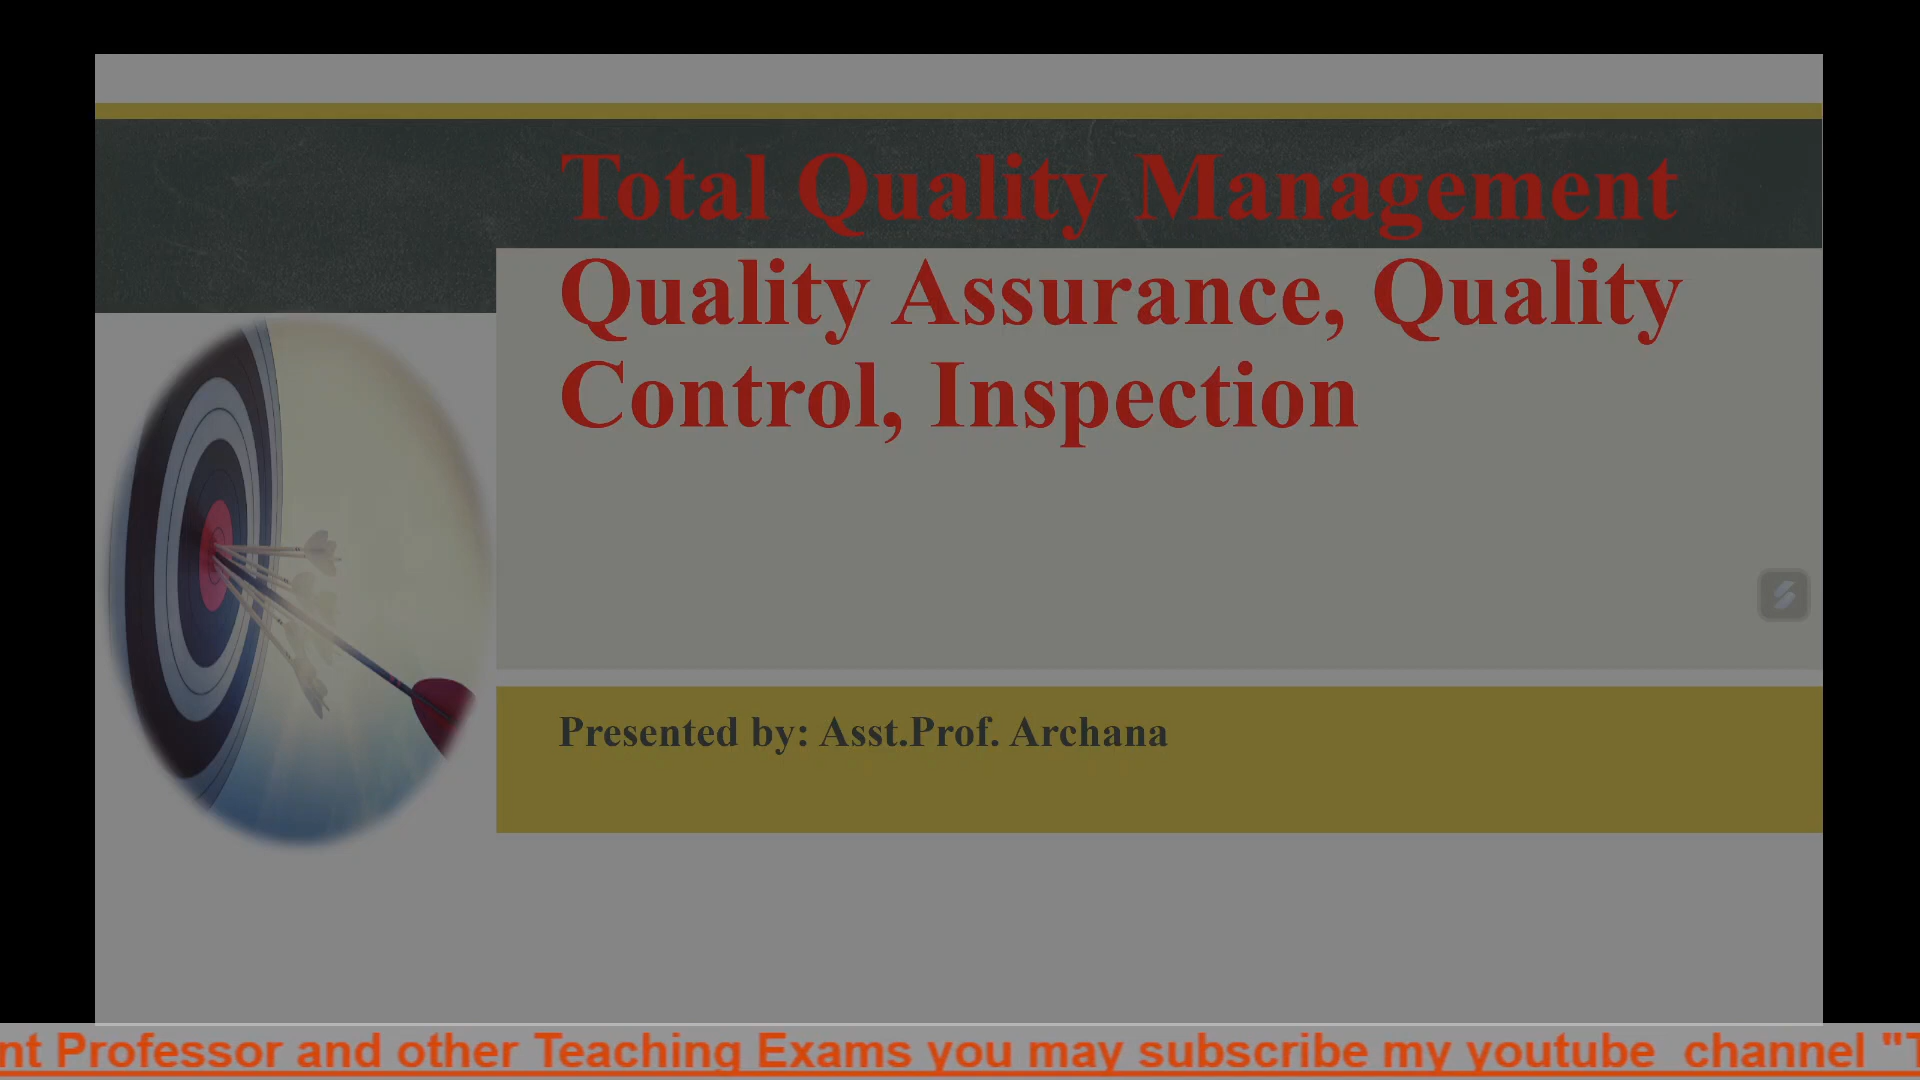 Total Quality Management
Quality Assurance, Quality
Control, Inspection
Presented by: Asst.Prof. Archana
Professor and other Teaching Exams you may subscribe my youtube channel